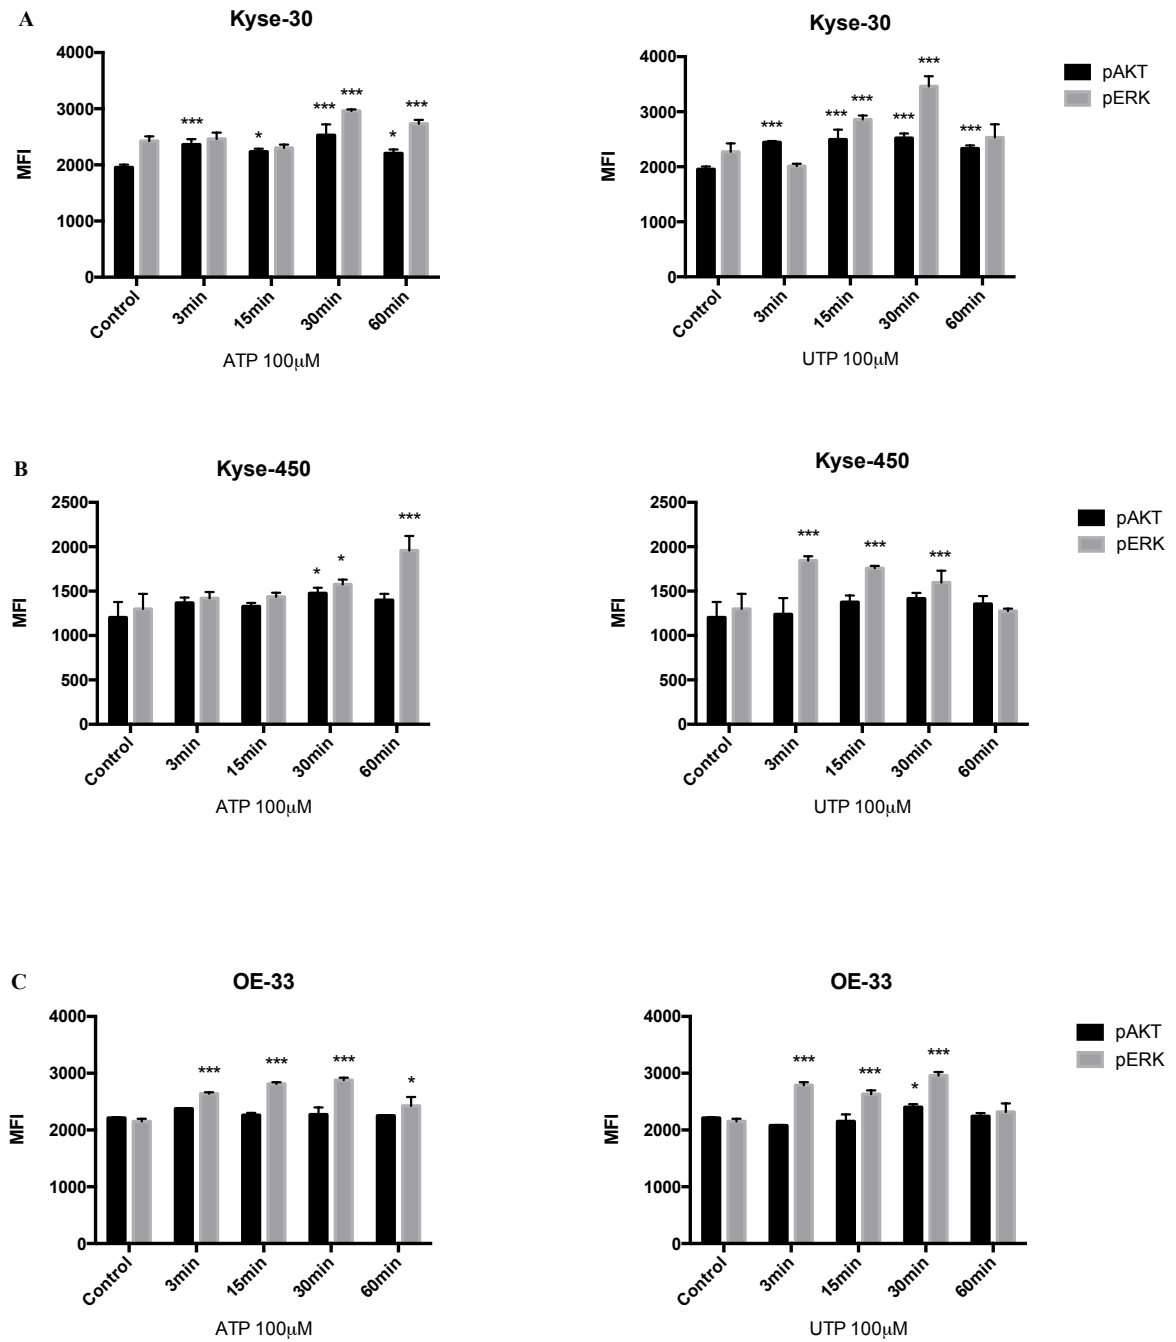 A
Kyse-30
4000
3000
2000
1000
0
MFI
***
*
***
***
*
***
Control
3min
15min
30min
60min
ATP 100μM
Kyse-30
4000
3000
2000
1000
0
MFI
***
***
***
***
***
***
Control
3min
15min
30min
60min
UTP 100μM
pAKT
pERK
B
Kyse-450
2500
2000
1500
1000
500
0
MFI
*
*
***
Control
3min
15min
30min
60min
ATP 100μM
Kyse-450
2500
2000
1500
1000
500
0
MFI
***
***
***
Control
3min
15min
30min
60min
UTP 100μM
pAKT
pERK
C
OE-33
4000
3000
2000
1000
0
MFI
***
***
***
*
Control
3min
15min
30min
60min
ATP 100μM
OE-33
4000
3000
2000
1000
0
MFI
***
***
*
***
Control
3min
15min
30min
60min
UTP 100μM
pAKT
pERK